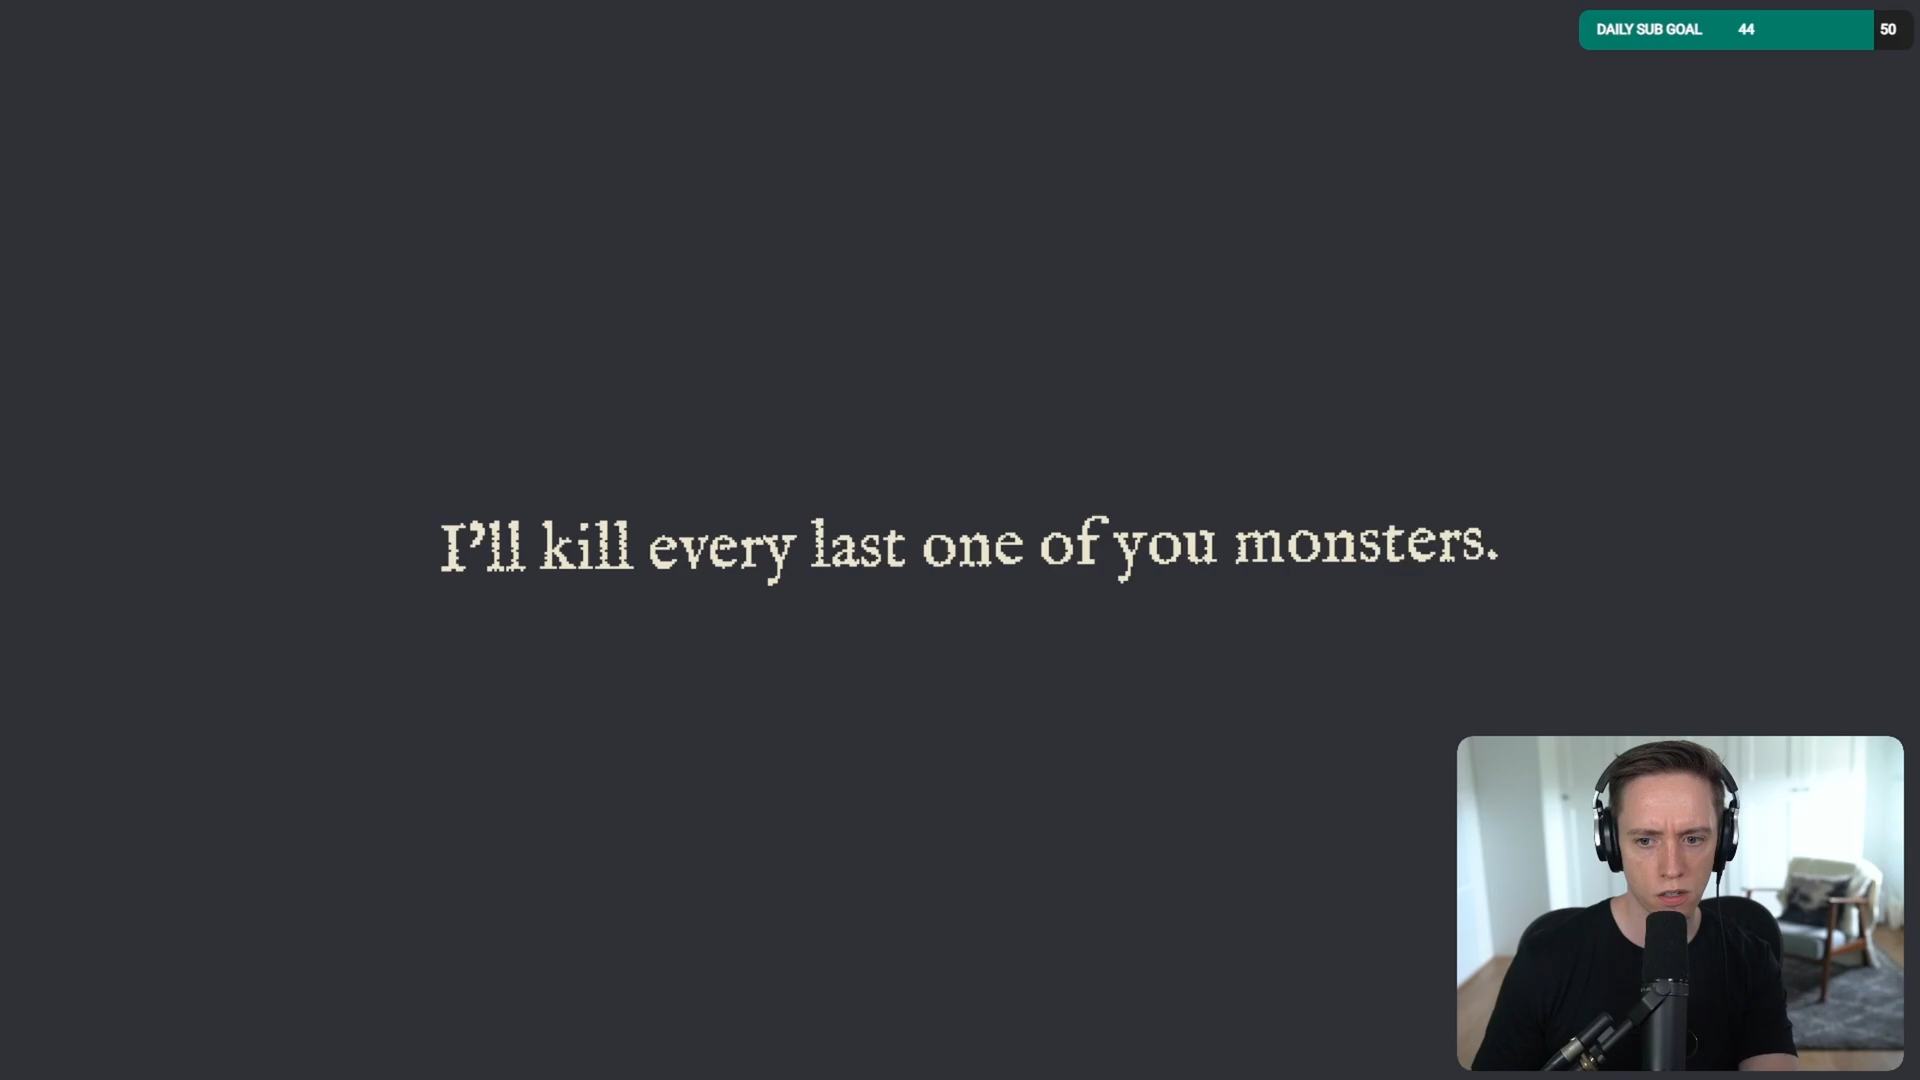 DAILY SUB GOAL 44 50
I’ll kill every last one of you monsters.